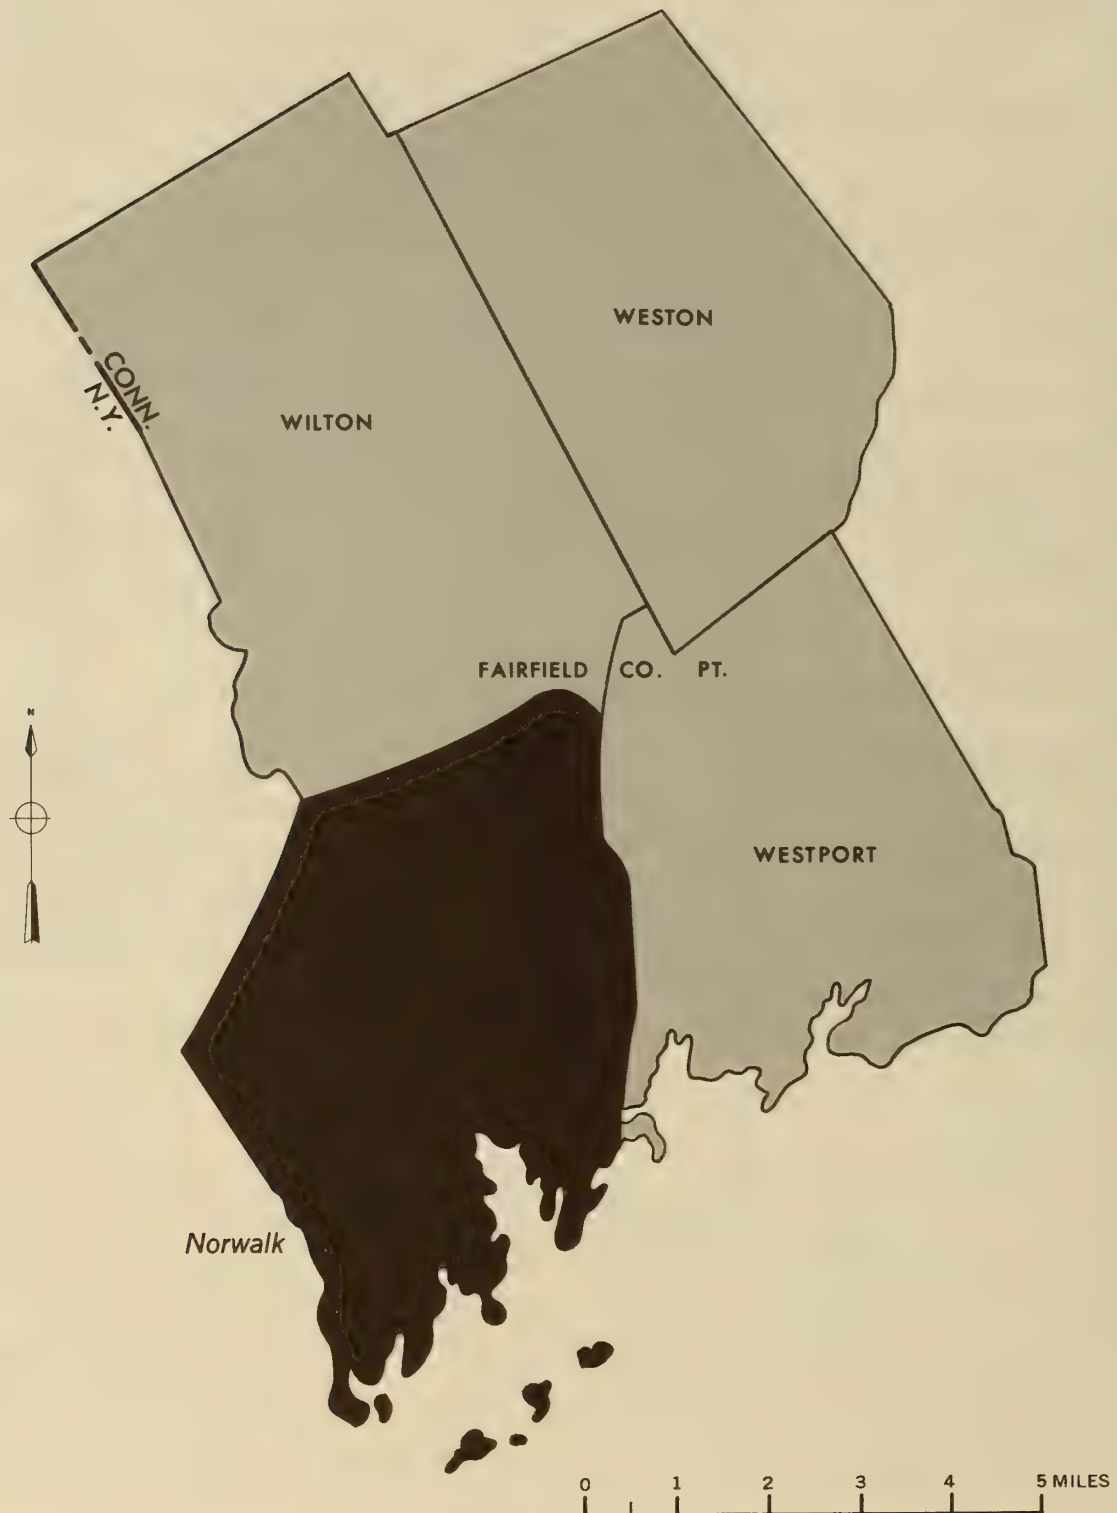 WESTON
CONN.
N.Y.
WILTON
FAIRFIELD CO. PT.
N
WESTPORT
Norwalk
0 1 2 3 4 5 MILES